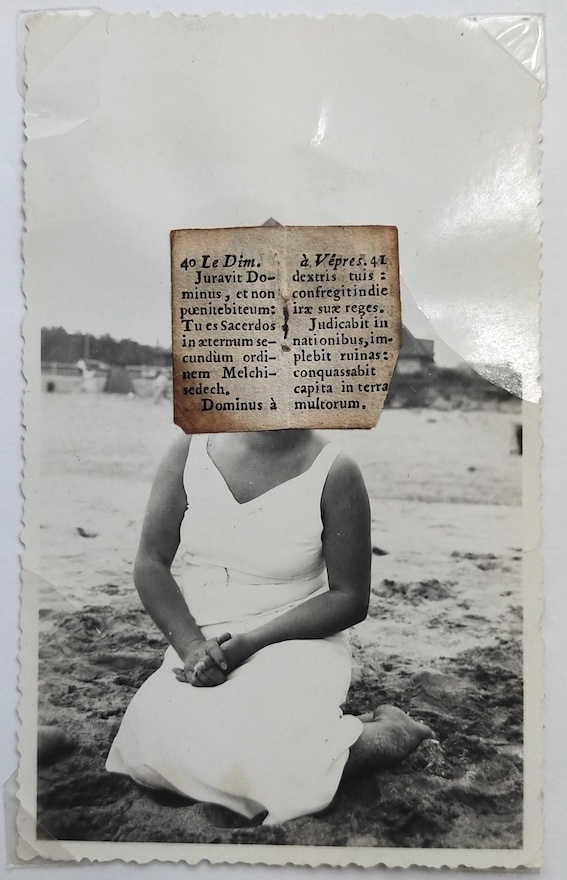 40 Le Dim.
Juravit Do-
minus, et non
pœnitebiteum:
Tu es Sacerdos
in æternum se-
cundùm ordi-
nem Melchi-
sedech.
Dominus à
à Vêpres. 41
dextris tuis :
confregit in die
iræ suæ reges.
Judicabit in
nationibus, im-
plebit ruinas :
conquassabit
capita in terra
multorum.